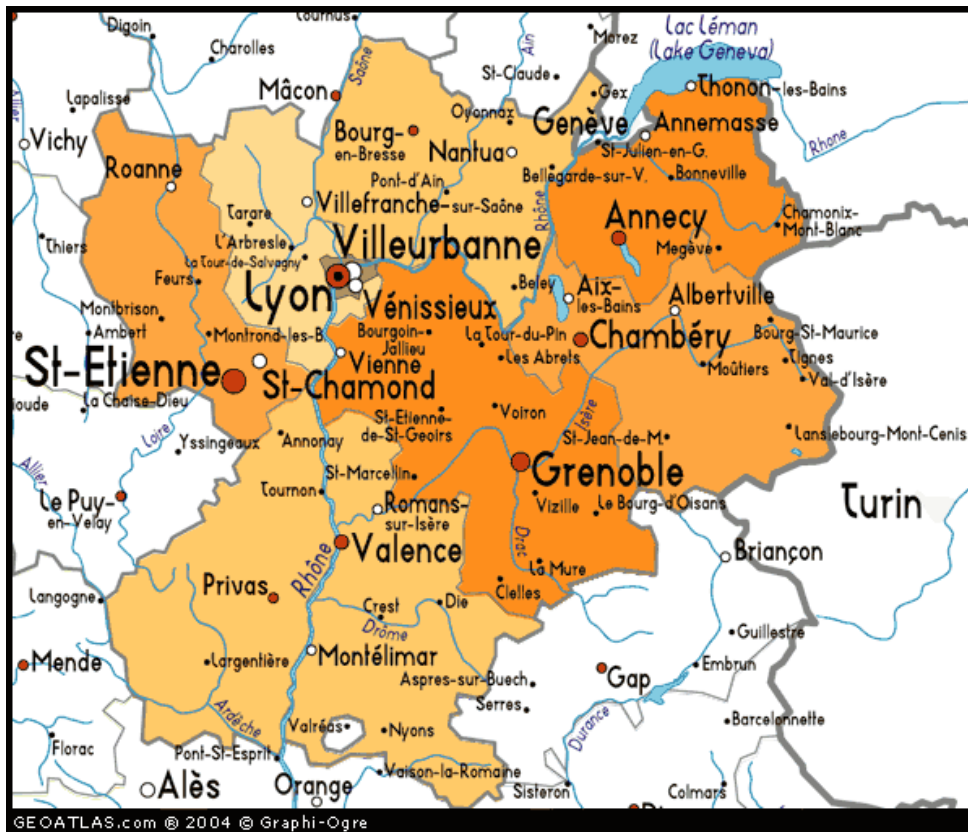 Tournus
Digoin
Charolles
Morez
Lac Léman
(Lake Geneva)
Saône
Ain
St-Claude
Gex
Thonon-les-Bains
Allier
Lapalisse
Mâcon
Oyonnax
Genève
Annemasse
Rhone
Vichy
Bourg-
en-Bresse
Nantua
St-Julien-en-G.
Roanne
Bellegarde-sur-V.
Bonneville
Pont-d'Ain
Villefranche-sur-Saône
Tarare
Rhône
Annecy
Chamonix-
Mont-Blanc
Thiers
L'Arbresle
Villeurbanne
Megève
La Tour-de-Salvagny
Feurs
Lyon
Beley
Aix-
les-Bains
Albertville
Vénissieux
Montbrison
Ambert
Montrond-les-B.
Bourgoin-
Jallieu
La Tour-du-Pin
Chambéry
Bourg-St-Maurice
Vienne
Les Abrets
Moûtiers
Tignes
Val-d'Isère
St-Etienne
St-Chamond
ioude
La Chaise-Dieu
St-Etienne-
de-St-Geoirs
Voiron
Isère
Loire
Yssingeaux
Annonay
St-Jean-de-M.
Lanslebourg-Mont-Cenis
Allier
St-Marcellin
Grenoble
Le Puy-
en-Velay
Tournon
Romans-
sur-Isère
Vizille
Le Bourg-d'Oisans
Turin
Drac
Valence
Briançon
Rhône
La Mure
Privas
Clelles
Langogne
Crest
Die
Drôme
Guillestre
Mende
Largentière
Montélimar
Aspres-sur-Buech
Gap
Embrun
Serres
Ardèche
Valréas
Nyons
Durance
Barcelonnette
Florac
Pont-St-Esprit
Vaison-la-Romaine
Alès
Orange
Sisteron
Colmars
GEOATLAS.com ® 2004 © Graphi-Ogre